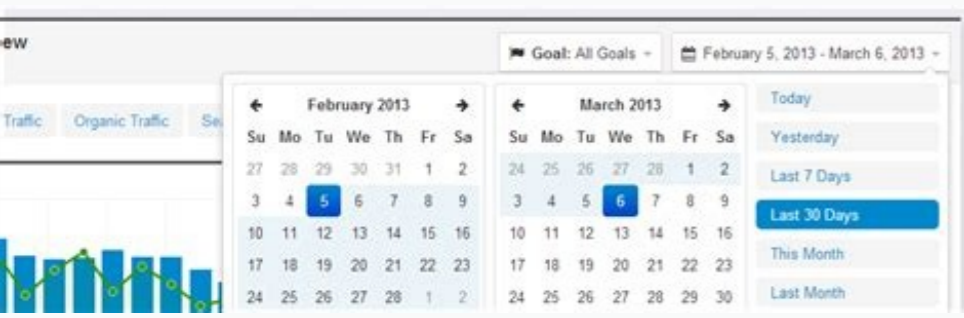 ew
Goal: All Goals
February 5, 2013 - March 6, 2013
Traffic
Organic Traffic
February 2013
Su Mo Tu We Th Fr Sa
27 28 29 30 31 1 2
3 4 5 6 7 8 9
10 11 12 13 14 15 16
17 18 19 20 21 22 23
24 25 26 27 28 1 2
March 2013
Su Mo Tu We Th Fr Sa
24 25 26 27 28 1 2
3 4 5 6 7 8 9
10 11 12 13 14 15 16
17 18 19 20 21 22 23
24 25 26 27 28 29 30
Today
Yesterday
Last 7 Days
Last 30 Days
This Month
Last Month